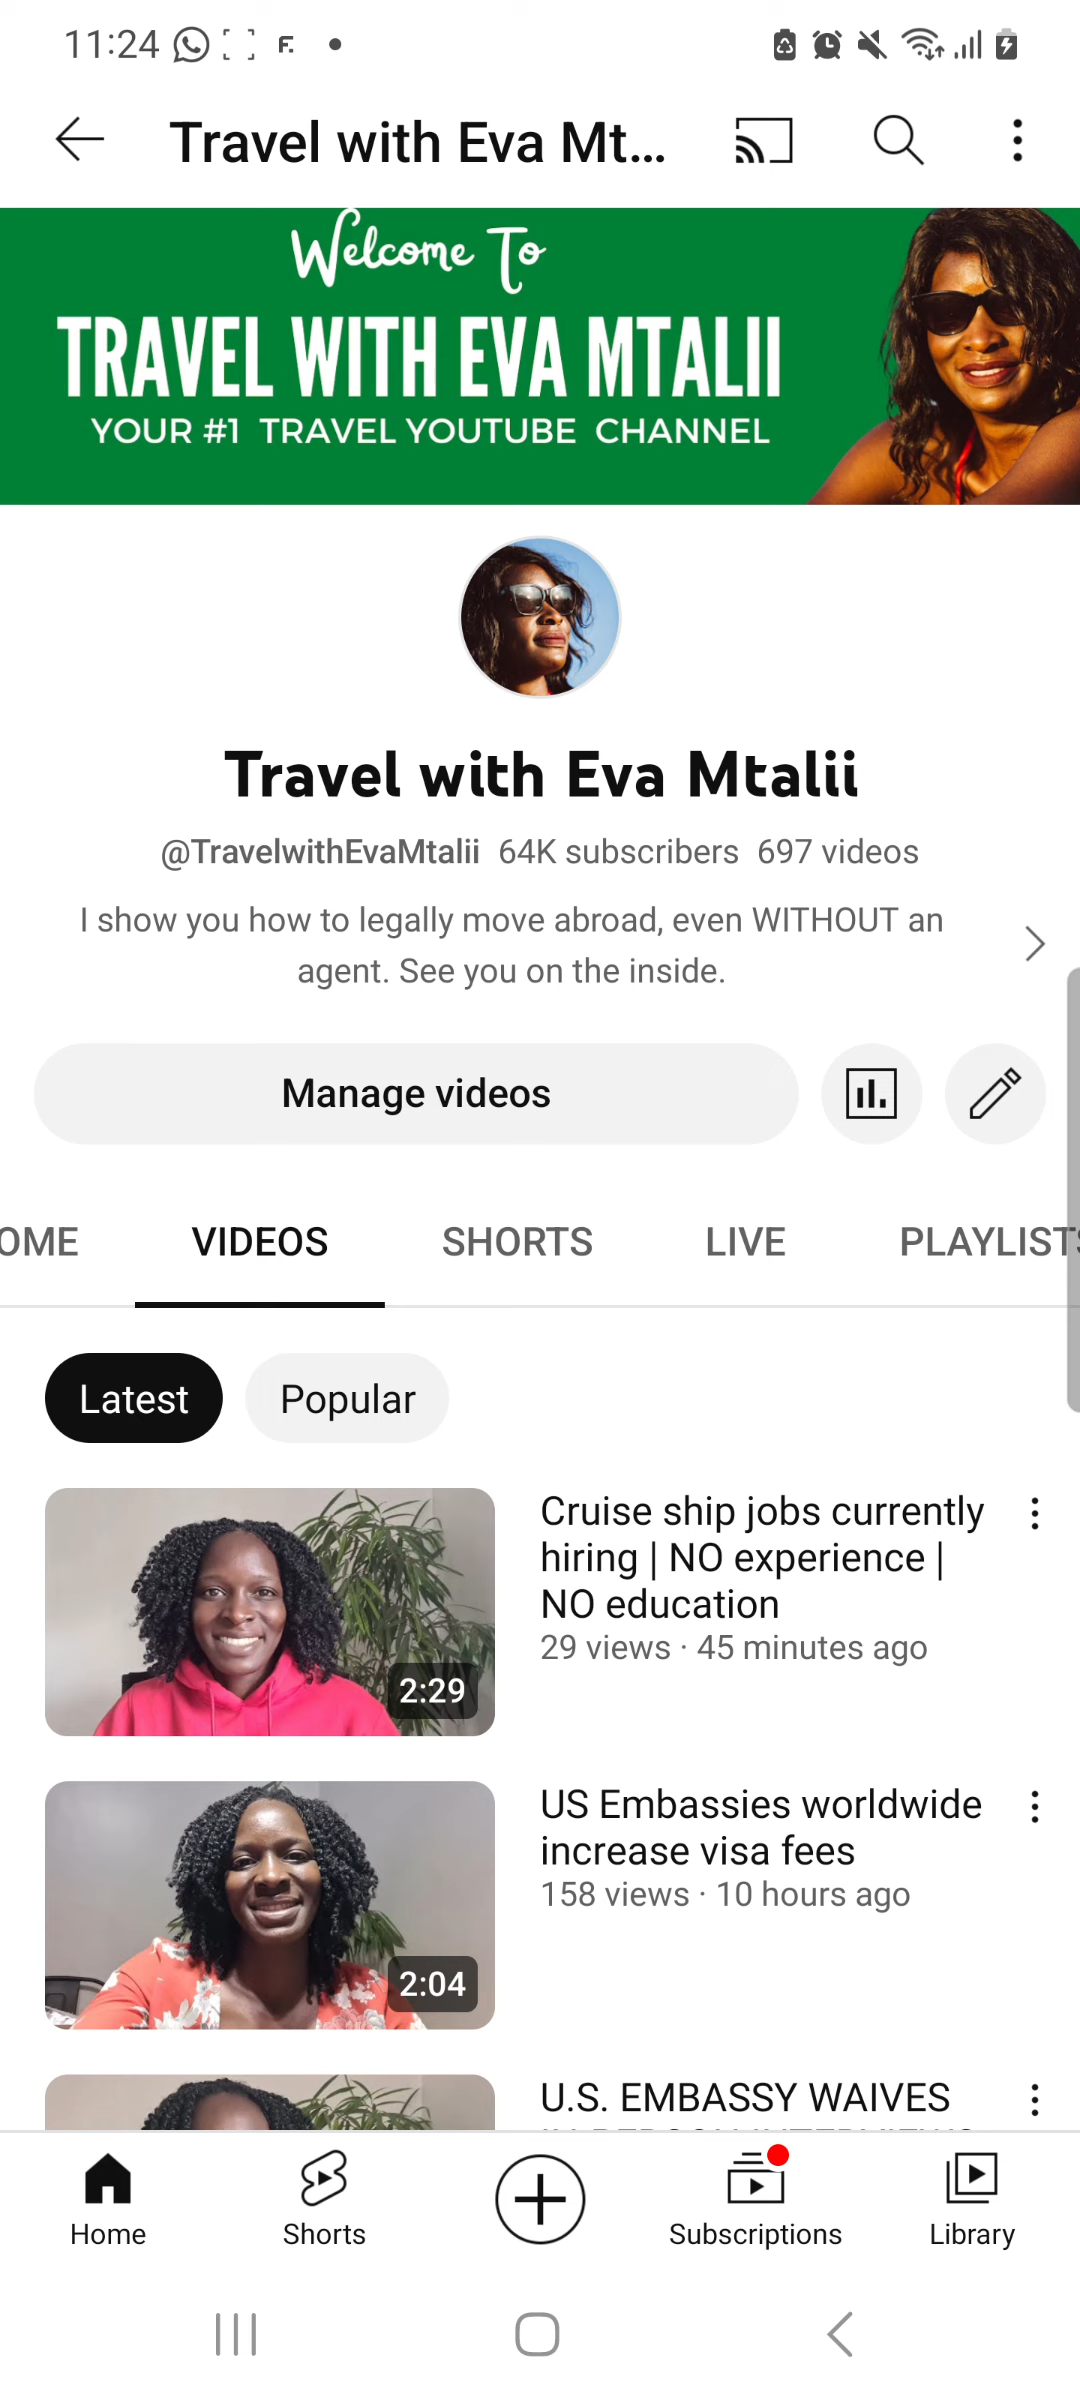 11:24
Travel with Eva Mt...
Welcome To
TRAVEL WITH EVA MTALII
YOUR #1 TRAVEL YOUTUBE CHANNEL
Travel with Eva Mtalii
@TravelwithEvaMtalii 64K subscribers 697 videos
I show you how to legally move abroad, even WITHOUT an
agent. See you on the inside.
Manage videos
OME VIDEOS SHORTS LIVE PLAYLISTS
Latest Popular
Cruise ship jobs currently
hiring | NO experience |
NO education
29 views · 45 minutes ago
2:29
US Embassies worldwide
increase visa fees
158 views · 10 hours ago
2:04
U.S. EMBASSY WAIVES
Home Shorts Subscriptions Library